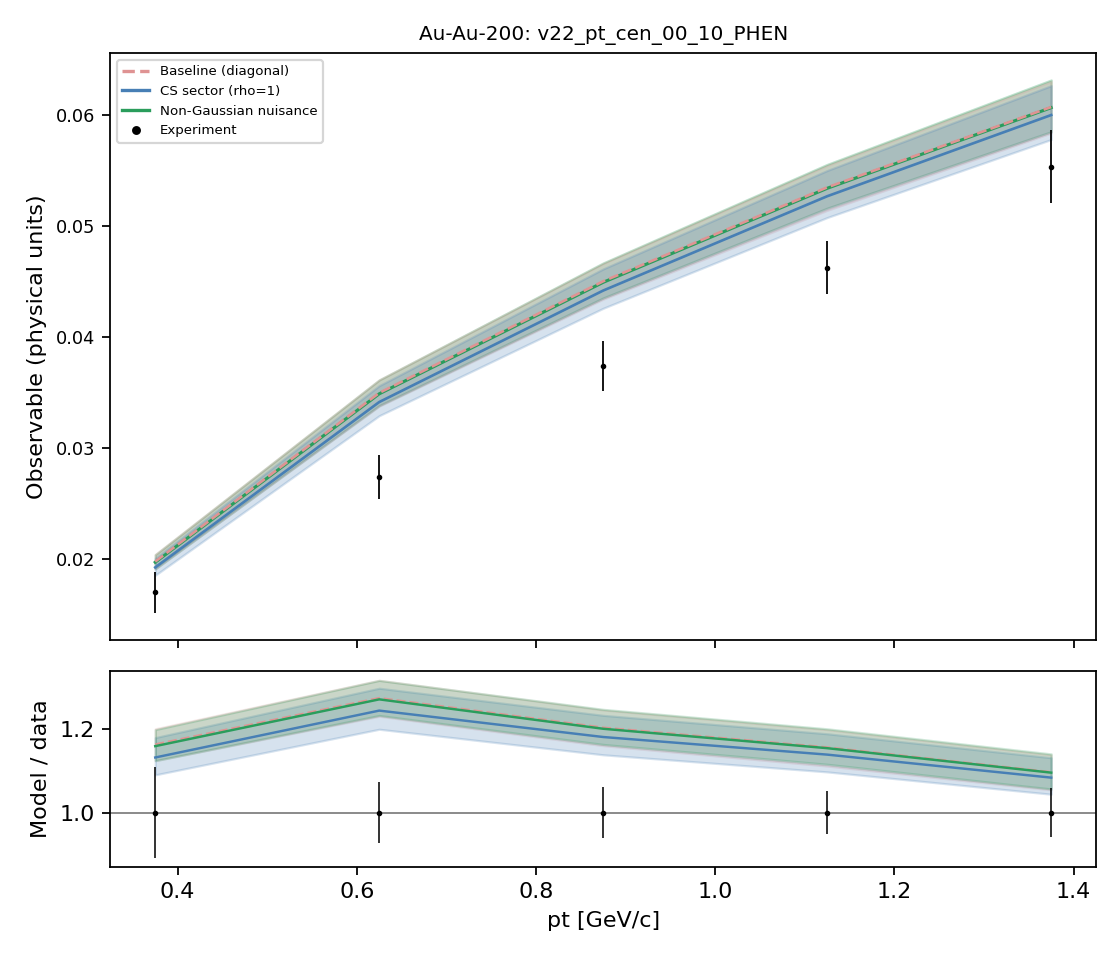 Au-Au-200: v22_pt_cen_00_10_PHEN
Baseline (diagonal)
CS sector (rho=1)
Non-Gaussian nuisance
Experiment
Observable (physical units)
0.06
0.05
0.04
0.03
0.02
Model / data
1.2
1.0
0.4 0.6 0.8 1.0 1.2 1.4
pt [GeV/c]